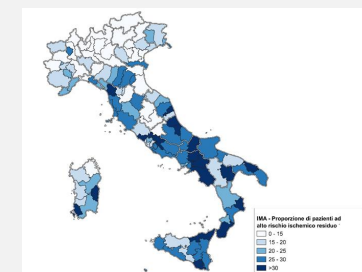 IMA - Proporzione di pazienti ad
alto rischio ischemico residuo
0 - 15
15 - 20
20 - 25
25 - 30
>30